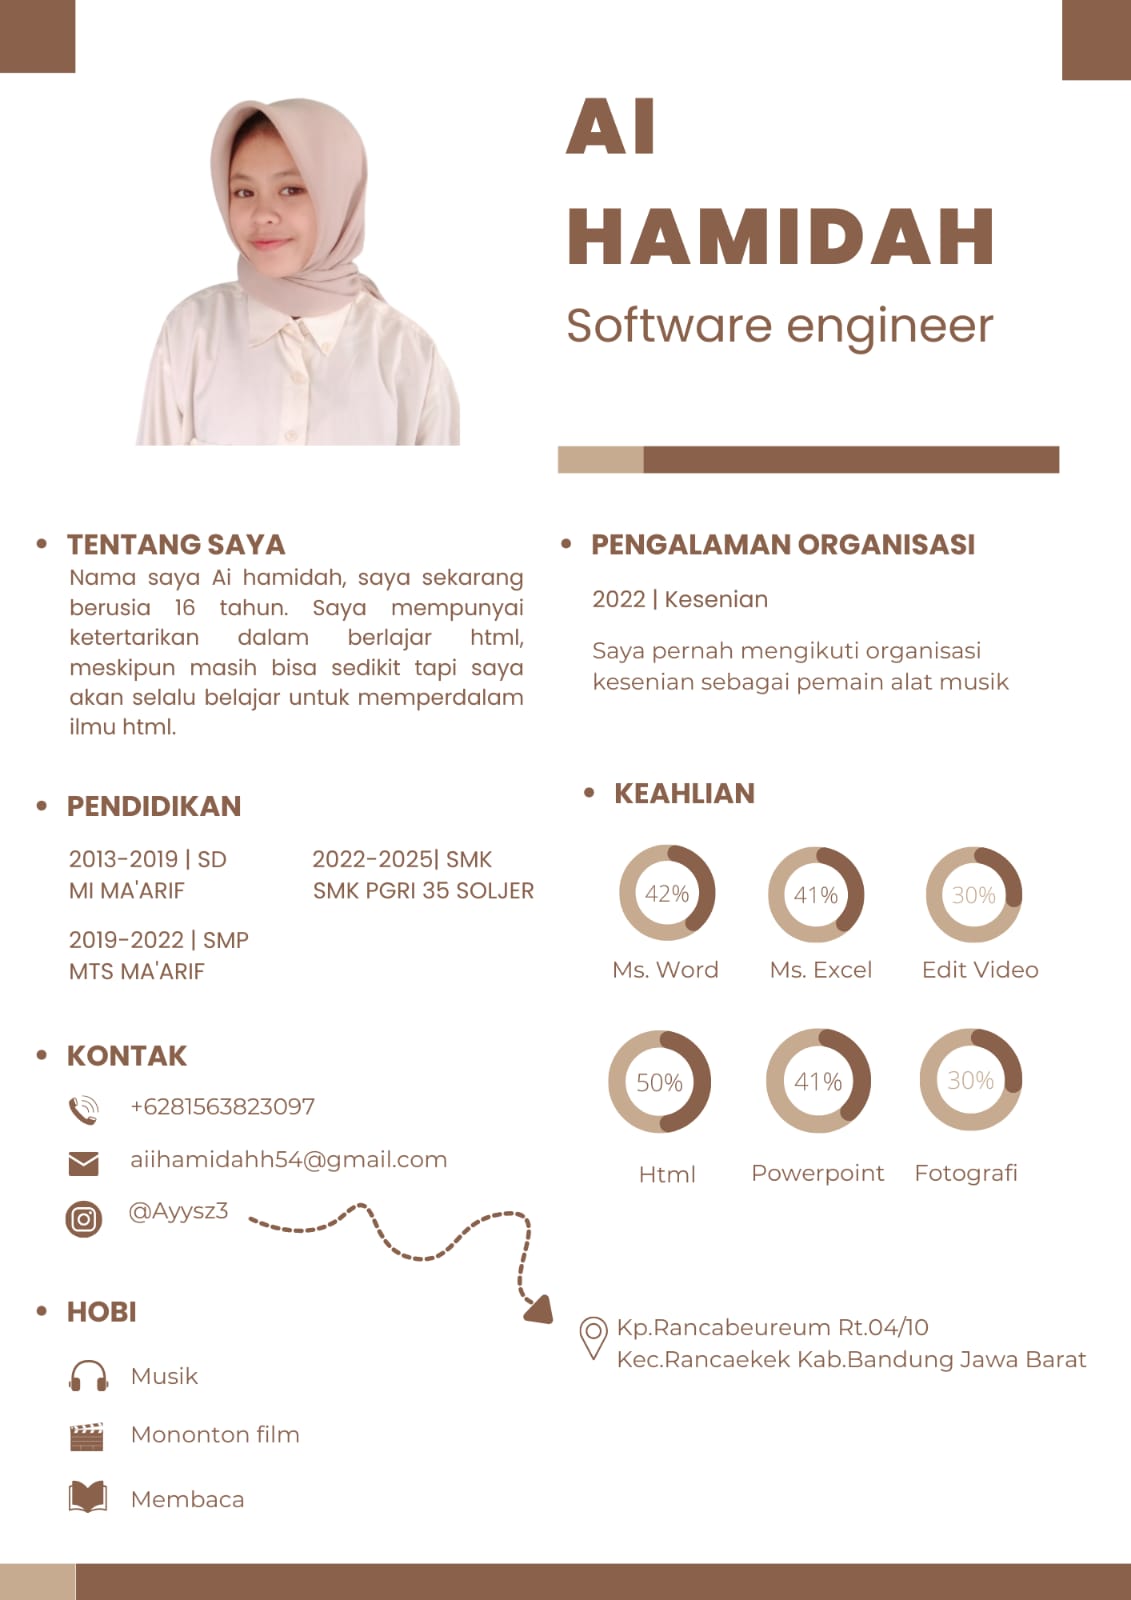 AI
HAMIDAH
Software engineer
TENTANG SAYA
Nama saya Ai hamidah, saya sekarang
berusia 16 tahun. Saya mempunyai
ketertarikan dalam berlajar html,
meskipun masih bisa sedikit tapi saya
akan selalu belajar untuk memperdalam
ilmu html.
PENDIDIKAN
2013-2019 | SD
MI MA'ARIF
2019-2022 | SMP
MTS MA'ARIF
2022-2025| SMK
SMK PGRI 35 SOLJER
KONTAK
+6281563823097
aiihamidahh54@gmail.com
@Ayysz3
HOBI
Musik
Mononton film
Membaca
PENGALAMAN ORGANISASI
2022 | Kesenian
Saya pernah mengikuti organisasi
kesenian sebagai pemain alat musik
KEAHLIAN
42%
Ms. Word
41%
Ms. Excel
30%
Edit Video
50%
Html
41%
Powerpoint
30%
Fotografi
Kp.Rancabeureum Rt.04/10
Kec.Rancaekek Kab.Bandung Jawa Barat